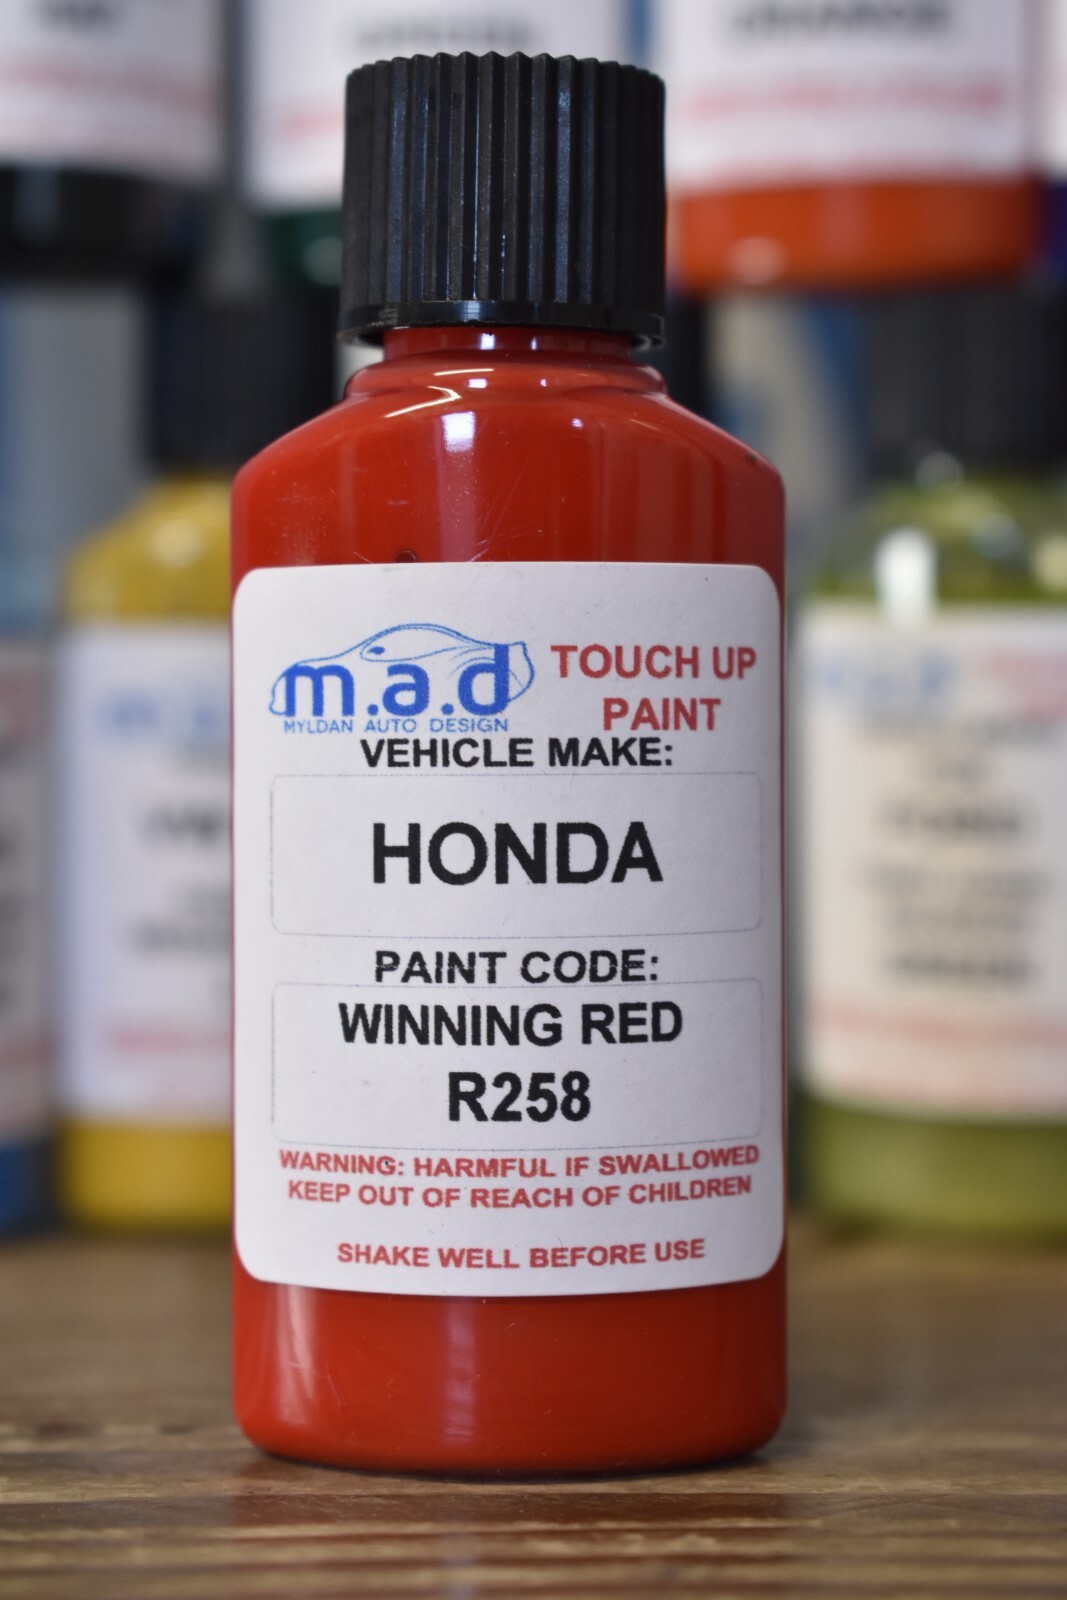 m.a.d
MYLDAN AUTO DESIGN
TOUCH UP
PAINT
VEHICLE MAKE:
HONDA
PAINT CODE:
WINNING RED
R258
WARNING: HARMFUL IF SWALLOWED
KEEP OUT OF REACH OF CHILDREN
SHAKE WELL BEFORE USE